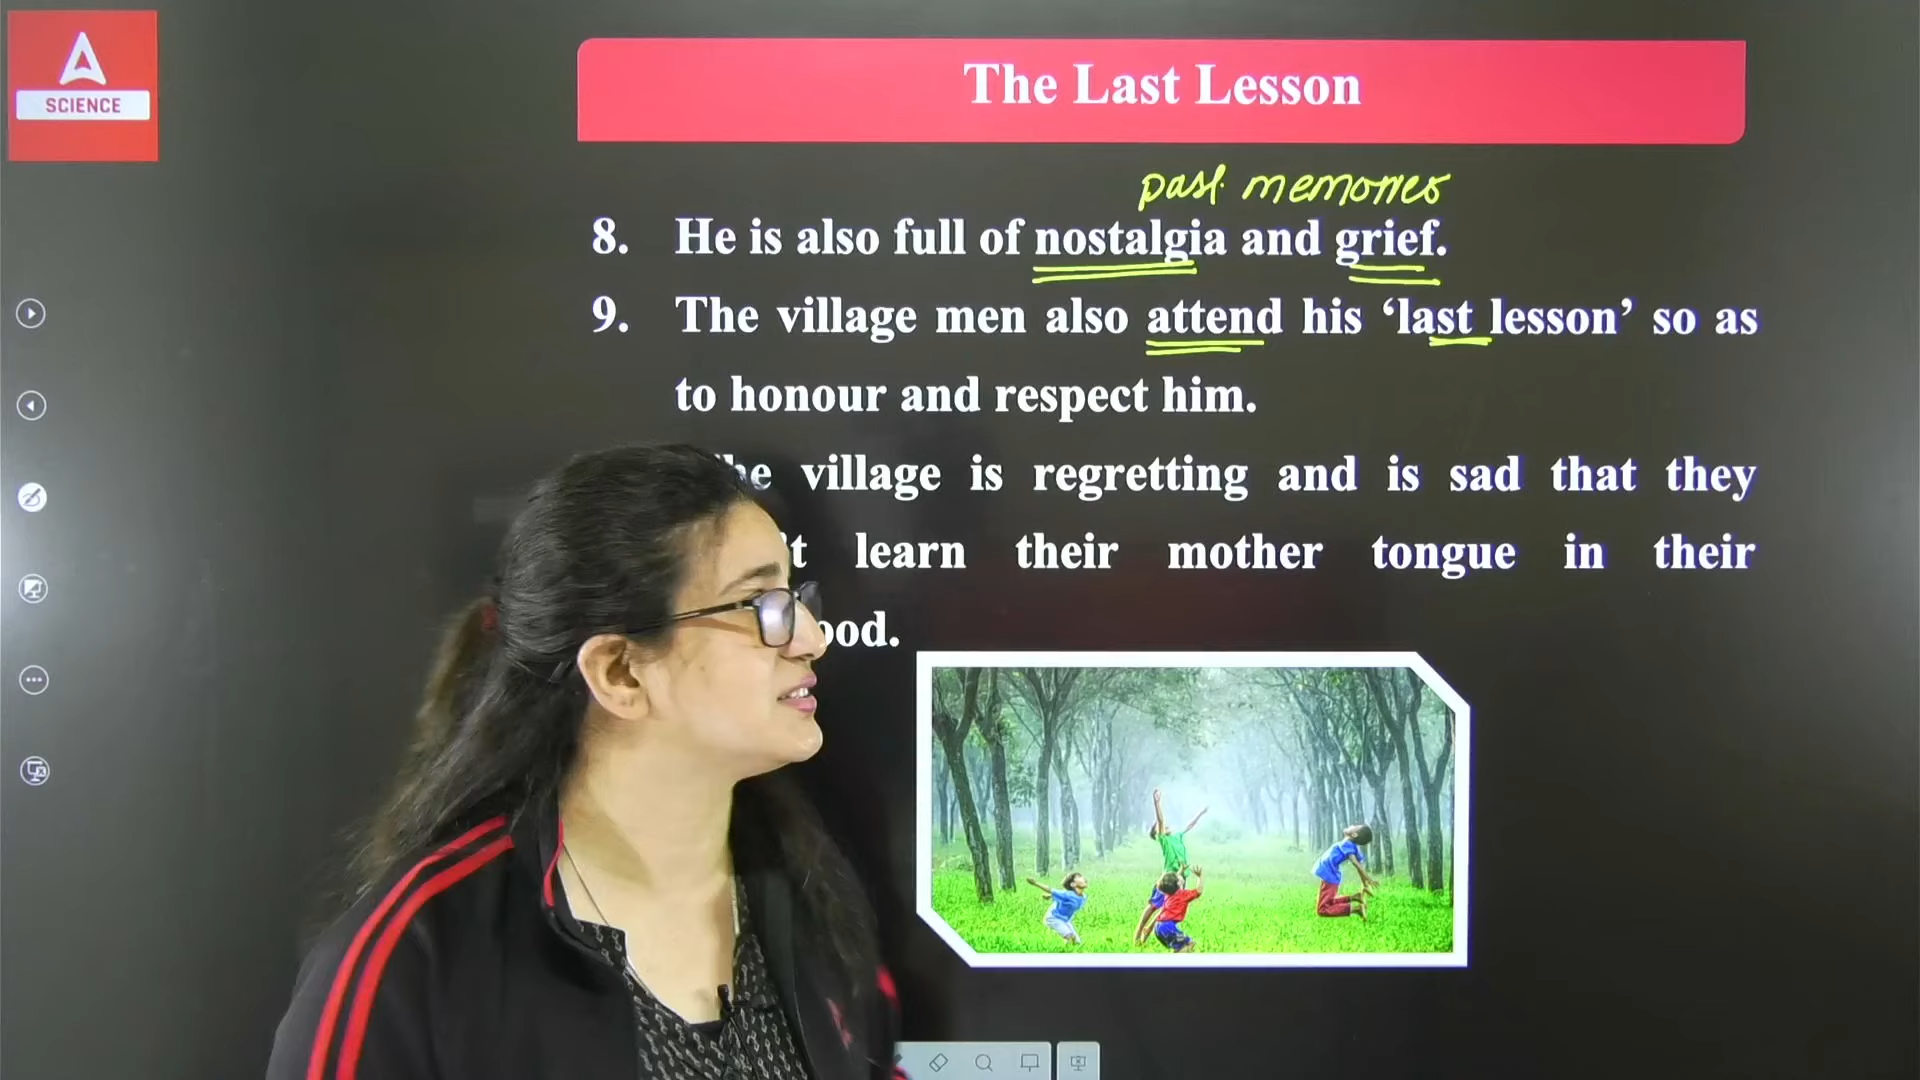 SCIENCE
The Last Lesson
past memories
8. He is also full of nostalgia and grief.
9. The village men also attend his ‘last lesson’ so as
to honour and respect him.
village is regretting and is sad that they
learn their mother tongue in their